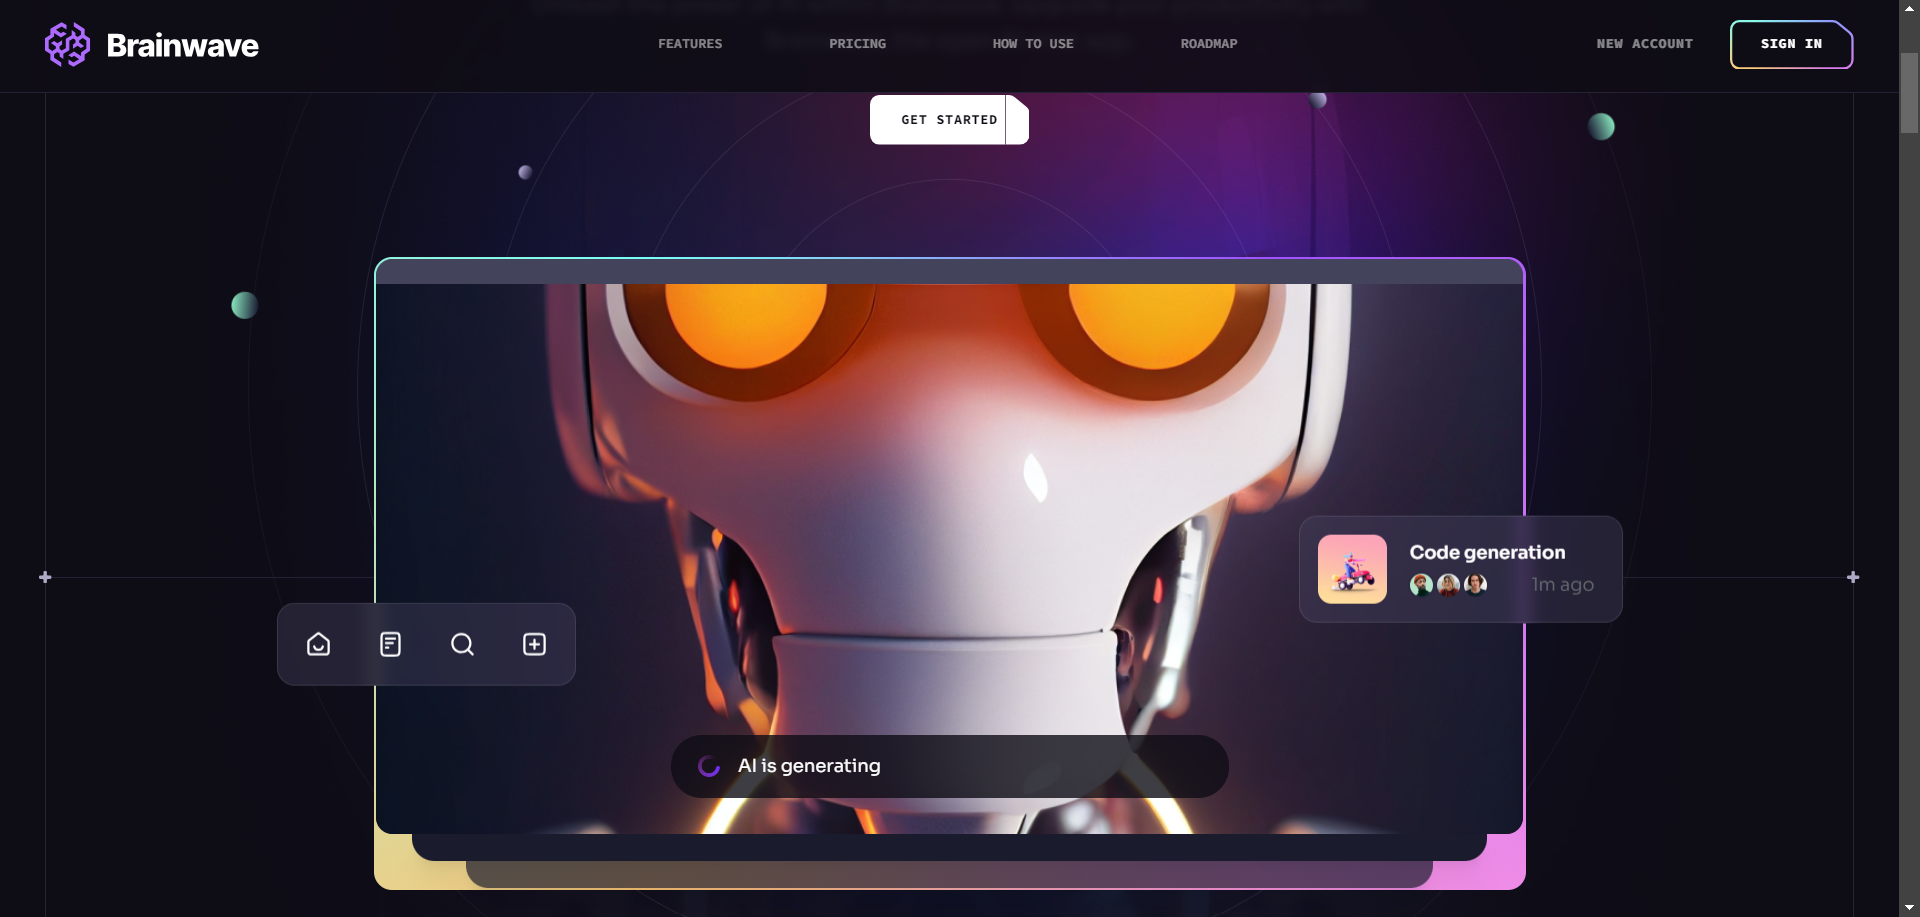 Brainwave
FEATURES
PRICING
HOW TO USE
ROADMAP
NEW ACCOUNT
SIGN IN
GET STARTED
Code generation
1m ago
AI is generating